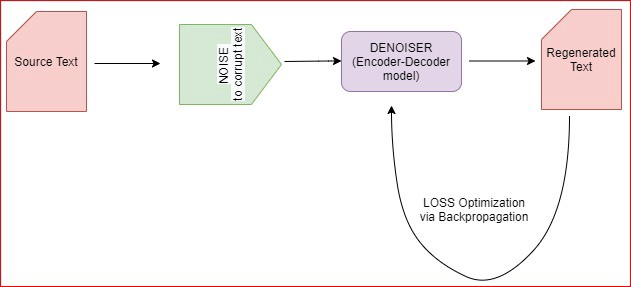 Source Text
NOISE
to corrupt text
DENOISER
(Encoder-Decoder
model)
Regenerated
Text
LOSS Optimization
via Backpropagation